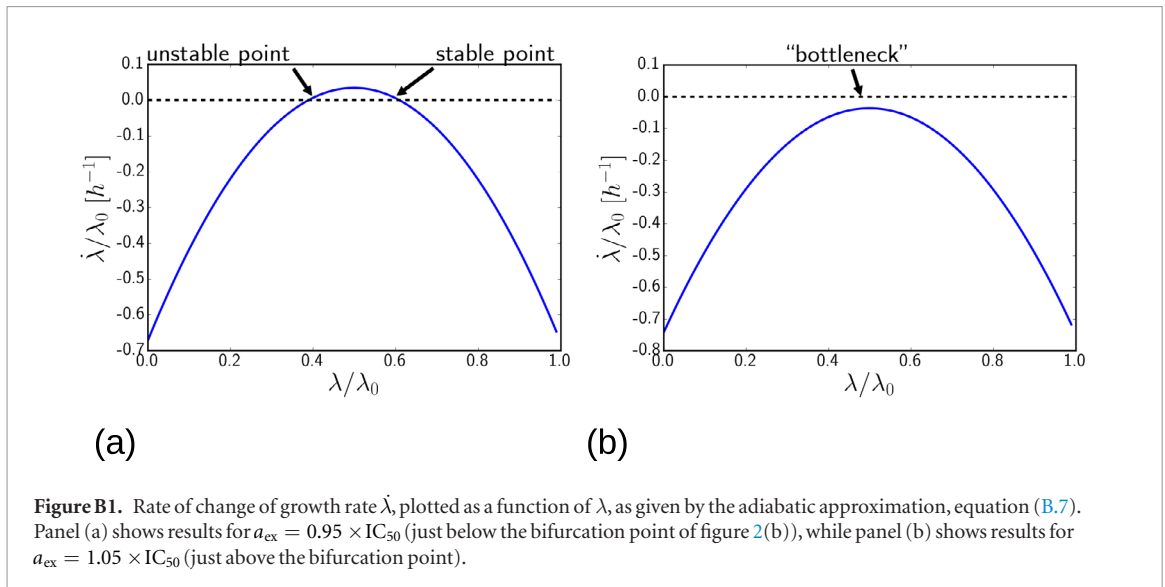 unstable point
stable point
0.1
0.0
-0.1
-0.2
-0.3
-0.4
-0.5
-0.6
-0.7
0.0 0.2 0.4 0.6 0.8 1.0
λ̇/λ₀ [h⁻¹]
λ/λ₀
(a)
“bottleneck”
0.1
0.0
-0.1
-0.2
-0.3
-0.4
-0.5
-0.6
-0.7
-0.8
0.0 0.2 0.4 0.6 0.8 1.0
λ̇/λ₀ [h⁻¹]
λ/λ₀
(b)
Figure B1. Rate of change of growth rate λ̇, plotted as a function of λ, as given by the adiabatic approximation, equation (B.7).
Panel (a) shows results for aₑₓ = 0.95 × IC₅₀ (just below the bifurcation point of figure 2(b)), while panel (b) shows results for
aₑₓ = 1.05 × IC₅₀ (just above the bifurcation point).